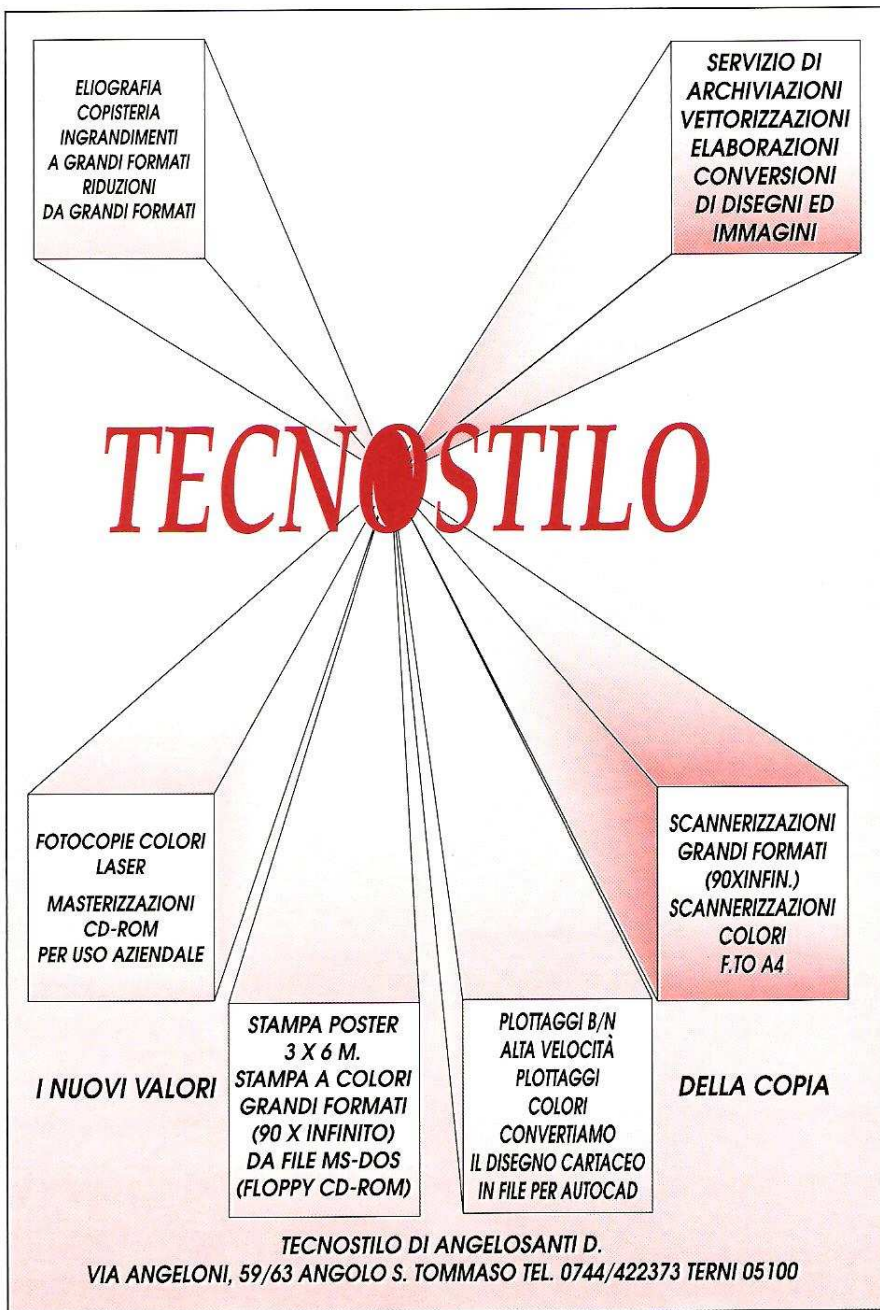 ELIOGRAFIA
COPISTERIA
INGRANDIMENTI
A GRANDI FORMATI
RIDUZIONI
DA GRANDI FORMATI
SERVIZIO DI
ARCHIVIAZIONI
VETTORIZZAZIONI
ELABORAZIONI
CONVERSIONI
DI DISEGNI ED
IMMAGINI
TECNOSTILO
FOTOCOPIE COLORI
LASER
MASTERIZZAZIONI
CD-ROM
PER USO AZIENDALE
SCANNERIZZAZIONI
GRANDI FORMATI
(90XINFIN.)
SCANNERIZZAZIONI
COLORI
F.TO A4
I NUOVI VALORI
STAMPA POSTER
3 X 6 M.
STAMPA A COLORI
GRANDI FORMATI
(90 X INFINITO)
DA FILE MS-DOS
(FLOPPY CD-ROM)
PLOTTAGGI B/N
ALTA VELOCITÀ
PLOTTAGGI
COLORI
CONVERTIAMO
IL DISEGNO CARTACEO
IN FILE PER AUTOCAD
DELLA COPIA
TECNOSTILO DI ANGELOSANTI D.
VIA ANGELONI, 59/63 ANGOLO S. TOMMASO TEL. 0744/422373 TERNI 05100